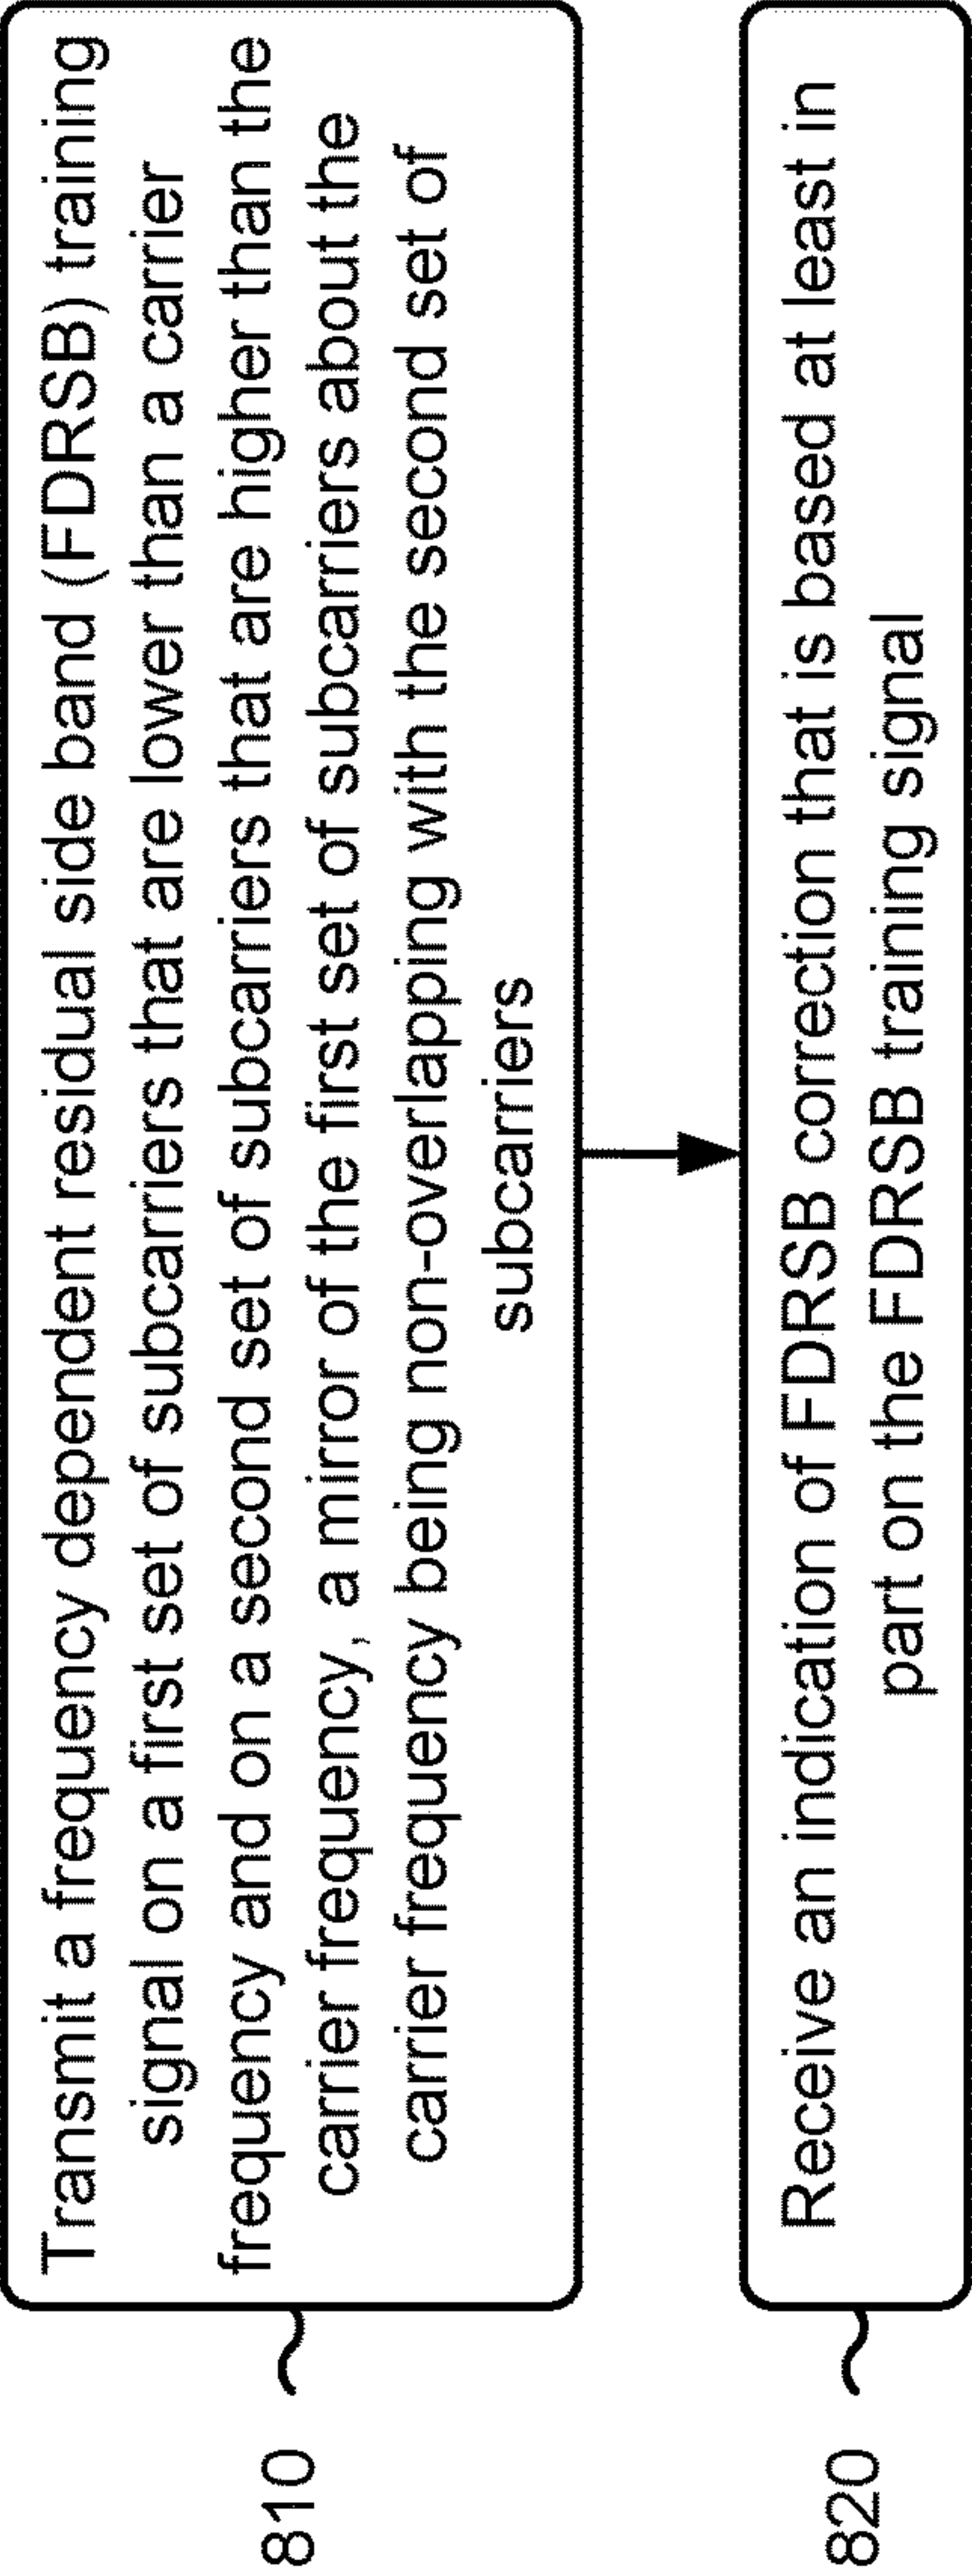 810
Transmit a frequency dependent residual side band (FDRSB) training
signal on a first set of subcarriers that are lower than a carrier
frequency and on a second set of subcarriers that are higher than the
carrier frequency, a mirror of the first set of subcarriers about the
carrier frequency being non-overlapping with the second set of
subcarriers
820
Receive an indication of FDRSB correction that is based at least in
part on the FDRSB training signal